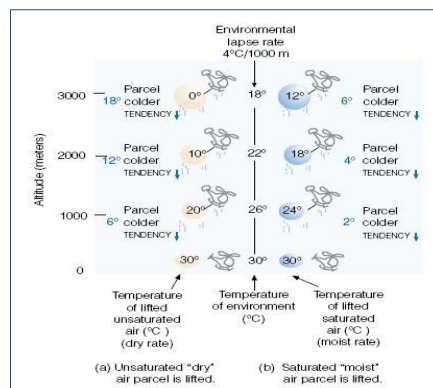 Environmental
lapse rate
4°C/1000 m
Altitude (meters)
3000
18° Parcel colder
TENDENCY
0°
18°
12°
6° Parcel colder
TENDENCY
2000
12° Parcel colder
TENDENCY
10°
22°
18°
4° Parcel colder
TENDENCY
1000
6° Parcel colder
TENDENCY
20°
26°
24°
2° Parcel colder
TENDENCY
0
30°
30°
30°
Temperature
of lifted
unsaturated
air (°C )
(dry rate)
Temperature
of environment
(°C)
Temperature
of lifted
saturated
air (°C )
(moist rate)
(a) Unsaturated “dry”
air parcel is lifted.
(b) Saturated “moist”
air parcel is lifted.